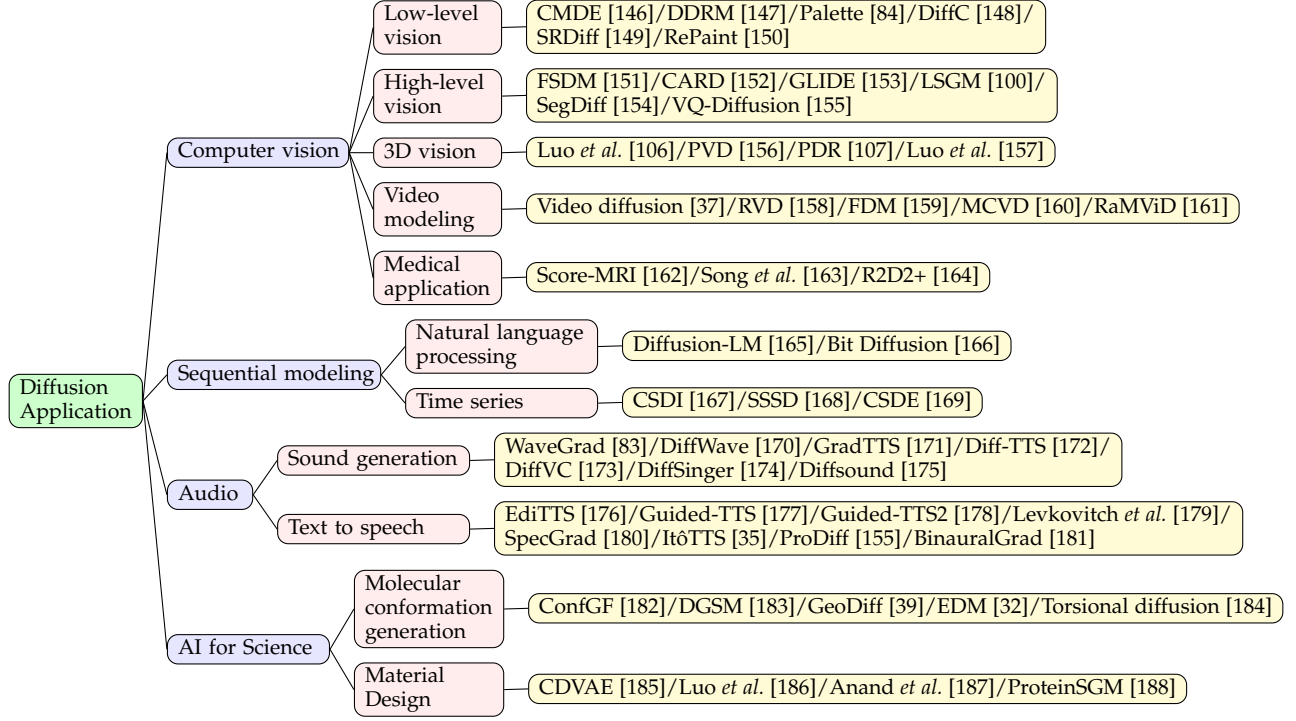 Low-level
vision
CMDE [146]/DDRM [147]/Palette [84]/DiffC [148]/
SRDiff [149]/RePaint [150]
High-level
vision
FSDM [151]/CARD [152]/GLIDE [153]/LSGM [100]/
SegDiff [154]/VQ-Diffusion [155]
Computer vision
3D vision
Luo et al. [106]/PVD [156]/PDR [107]/Luo et al. [157]
Video
modeling
Video diffusion [37]/RVD [158]/FDM [159]/MCVD [160]/RaMViD [161]
Medical
application
Score-MRI [162]/Song et al. [163]/R2D2+ [164]
Diffusion
Application
Sequential modeling
Natural language
processing
Diffusion-LM [165]/Bit Diffusion [166]
Time series
CSDI [167]/SSSD [168]/CSDE [169]
Audio
Sound generation
WaveGrad [83]/DiffWave [170]/GradTTS [171]/Diff-TTS [172]/
DiffVC [173]/DiffSinger [174]/Diffsound [175]
Text to speech
EdiTTS [176]/Guided-TTS [177]/Guided-TTS2 [178]/Levkovitch et al. [179]/
SpecGrad [180]/ItôTTS [35]/ProDiff [155]/BinauralGrad [181]
AI for Science
Molecular
conformation
generation
ConfGF [182]/DGSM [183]/GeoDiff [39]/EDM [32]/Torsional diffusion [184]
Material
Design
CDVAE [185]/Luo et al. [186]/Anand et al. [187]/ProteinSGM [188]